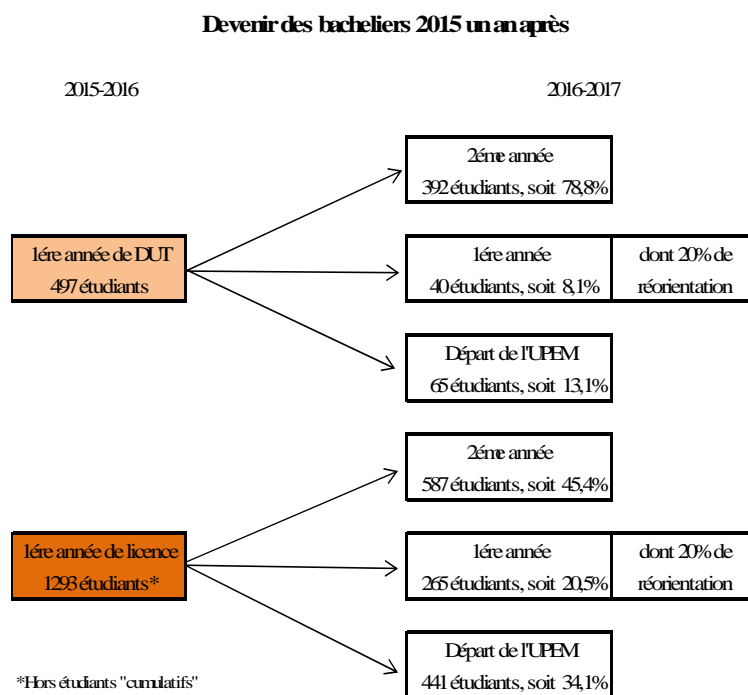 Devenir des bacheliers 2015 un an après
2015-2016
2016-2017
2éme année
392 étudiants, soit 78,8%
1ére année de DUT
497 étudiants
1ére année
40 étudiants, soit 8,1%
dont 20% de
réorientation
Départ de l'UPEM
65 étudiants, soit 13,1%
2éme année
587 étudiants, soit 45,4%
1ére année de licence
1293 étudiants*
1ére année
265 étudiants, soit 20,5%
dont 20% de
réorientation
Départ de l'UPEM
441 étudiants, soit 34,1%
*Hors étudiants "cumulatifs"